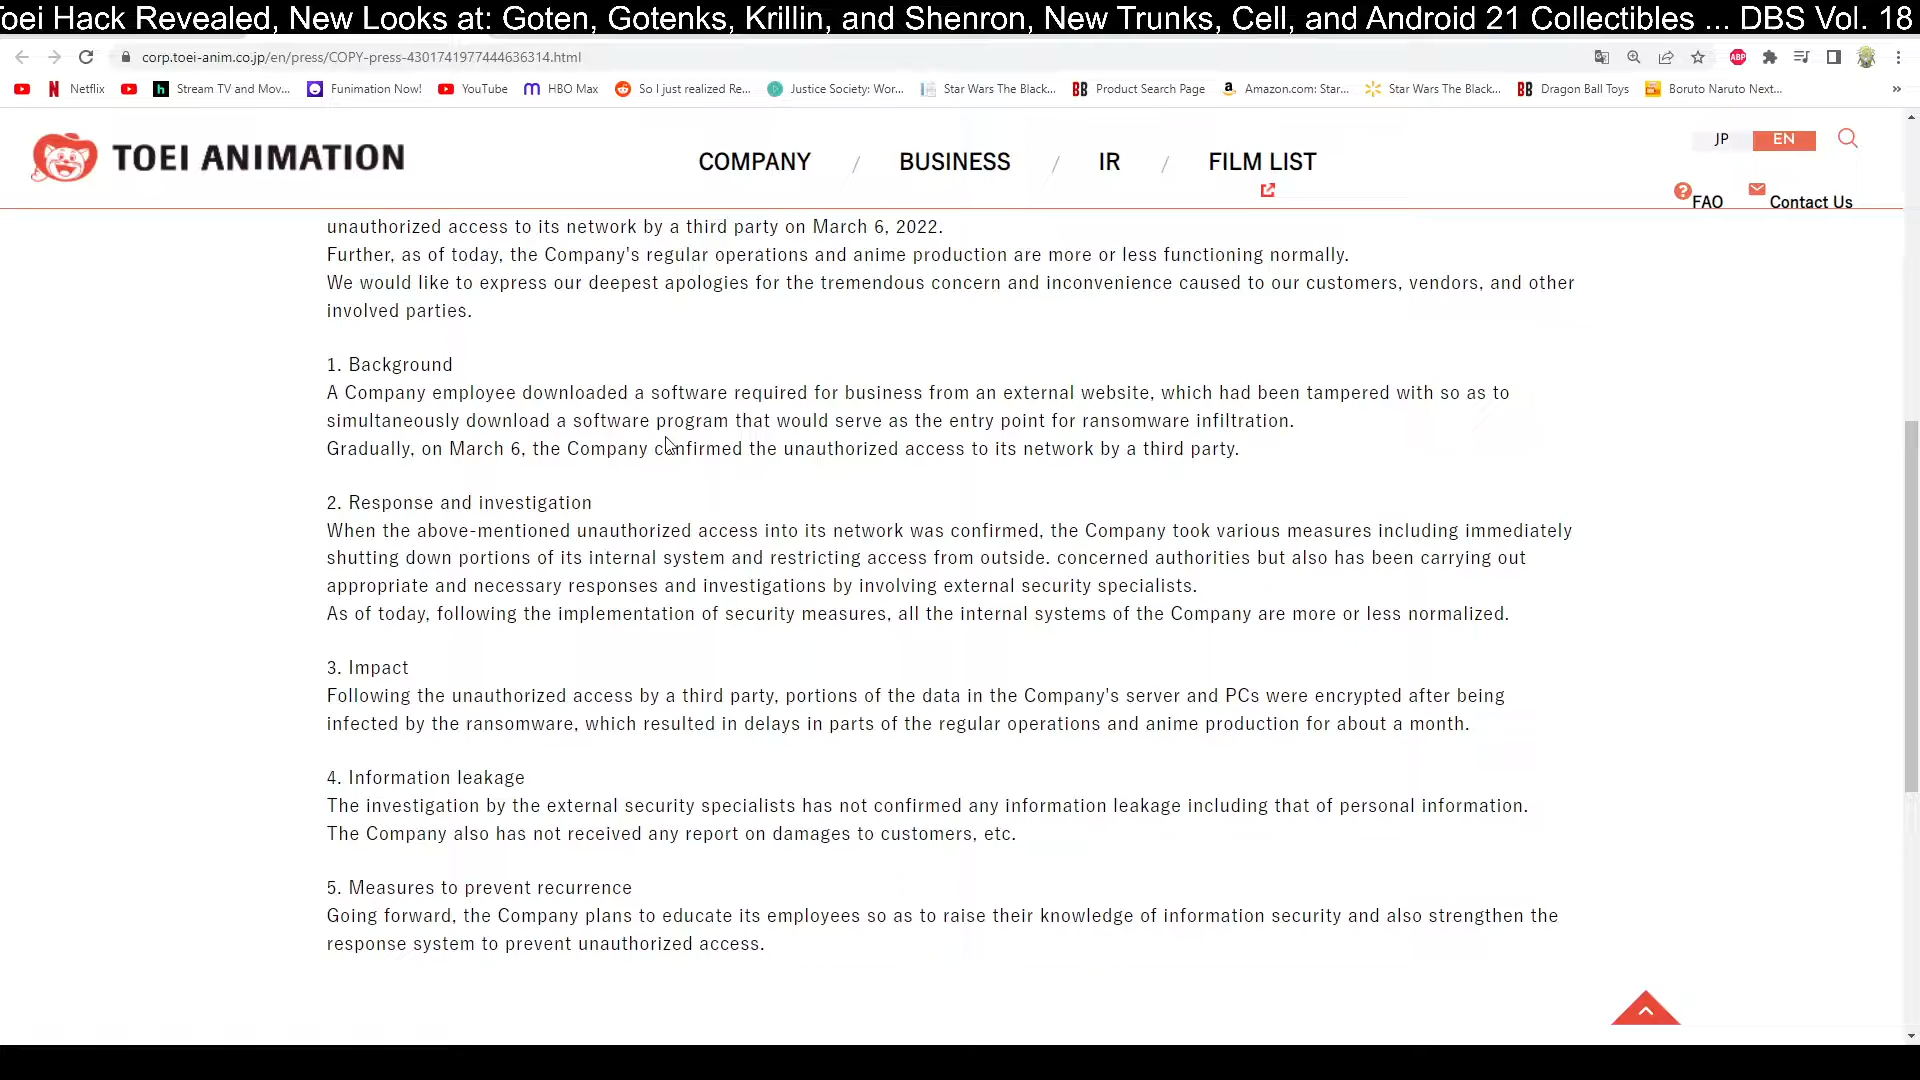 oei Hack Revealed, New Looks at: Goten, Gotenks, Krillin, and Shenron, New Trunks, Cell, and Android 21 Collectibles ... DBS Vol. 18
corp.toei-anim.co.jp/en/press/COPY-press-4301741977444636314.html
ABP
Netflix
Stream TV and Mov...
Funimation Now!
YouTube
HBO Max
So I just realized Re...
Justice Society: Wor...
Star Wars The Black...
Product Search Page
Amazon.com: Star...
Star Wars The Black...
Dragon Ball Toys
Boruto Naruto Next...
TOEI ANIMATION
COMPANY / BUSINESS / IR / FILM LIST
JP EN
FAQ Contact Us
unauthorized access to its network by a third party on March 6, 2022.
Further, as of today, the Company's regular operations and anime production are more or less functioning normally.
We would like to express our deepest apologies for the tremendous concern and inconvenience caused to our customers, vendors, and other
involved parties.
1. Background
A Company employee downloaded a software required for business from an external website, which had been tampered with so as to
simultaneously download a software program that would serve as the entry point for ransomware infiltration.
Gradually, on March 6, the Company confirmed the unauthorized access to its network by a third party.
2. Response and investigation
When the above-mentioned unauthorized access into its network was confirmed, the Company took various measures including immediately
shutting down portions of its internal system and restricting access from outside. concerned authorities but also has been carrying out
appropriate and necessary responses and investigations by involving external security specialists.
As of today, following the implementation of security measures, all the internal systems of the Company are more or less normalized.
3. Impact
Following the unauthorized access by a third party, portions of the data in the Company's server and PCs were encrypted after being
infected by the ransomware, which resulted in delays in parts of the regular operations and anime production for about a month.
4. Information leakage
The investigation by the external security specialists has not confirmed any information leakage including that of personal information.
The Company also has not received any report on damages to customers, etc.
5. Measures to prevent recurrence
Going forward, the Company plans to educate its employees so as to raise their knowledge of information security and also strengthen the
response system to prevent unauthorized access.